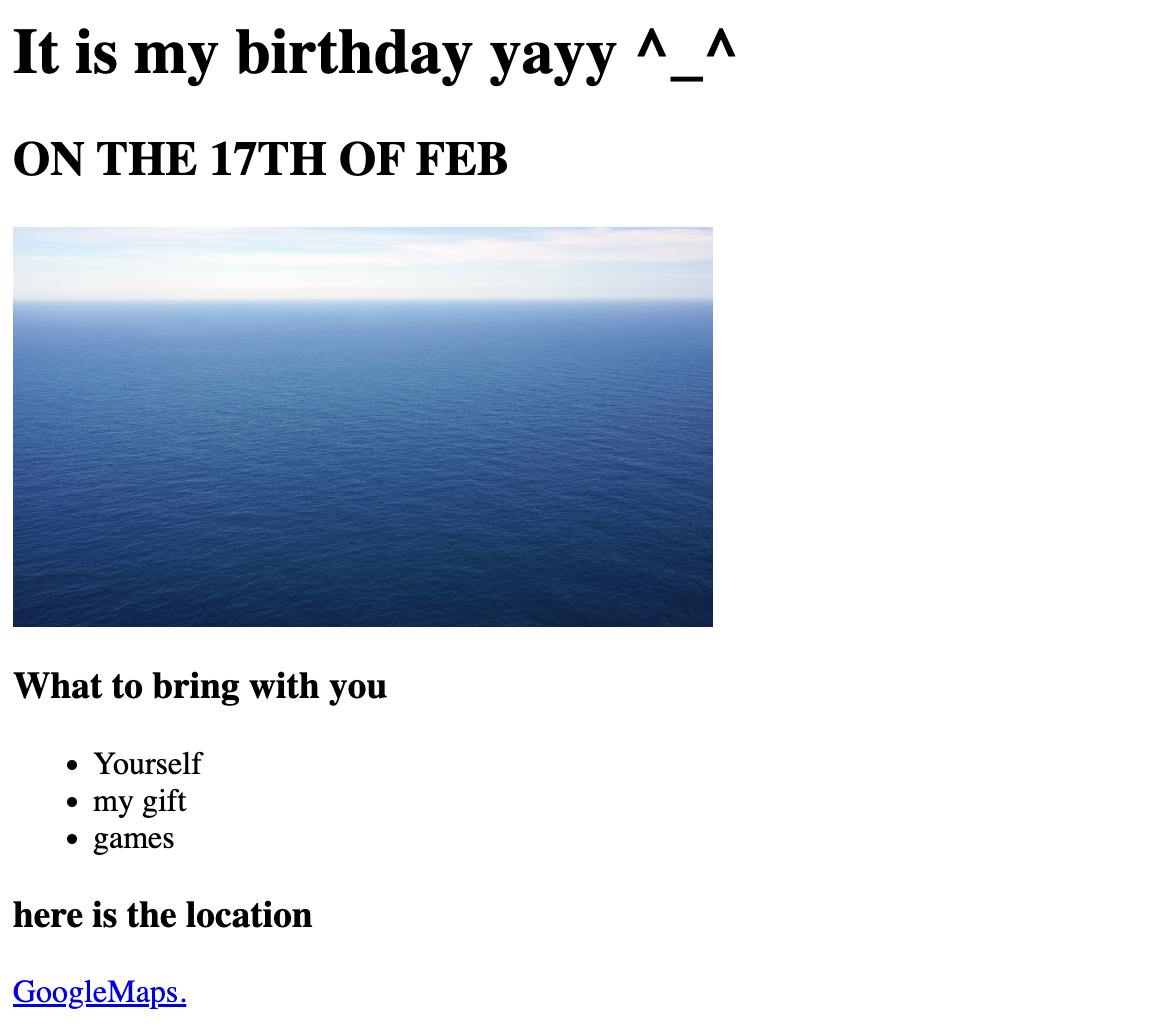 It is my birthday yayy ^_^
ON THE 17TH OF FEB
What to bring with you
Yourself
my gift
games
here is the location
GoogleMaps.